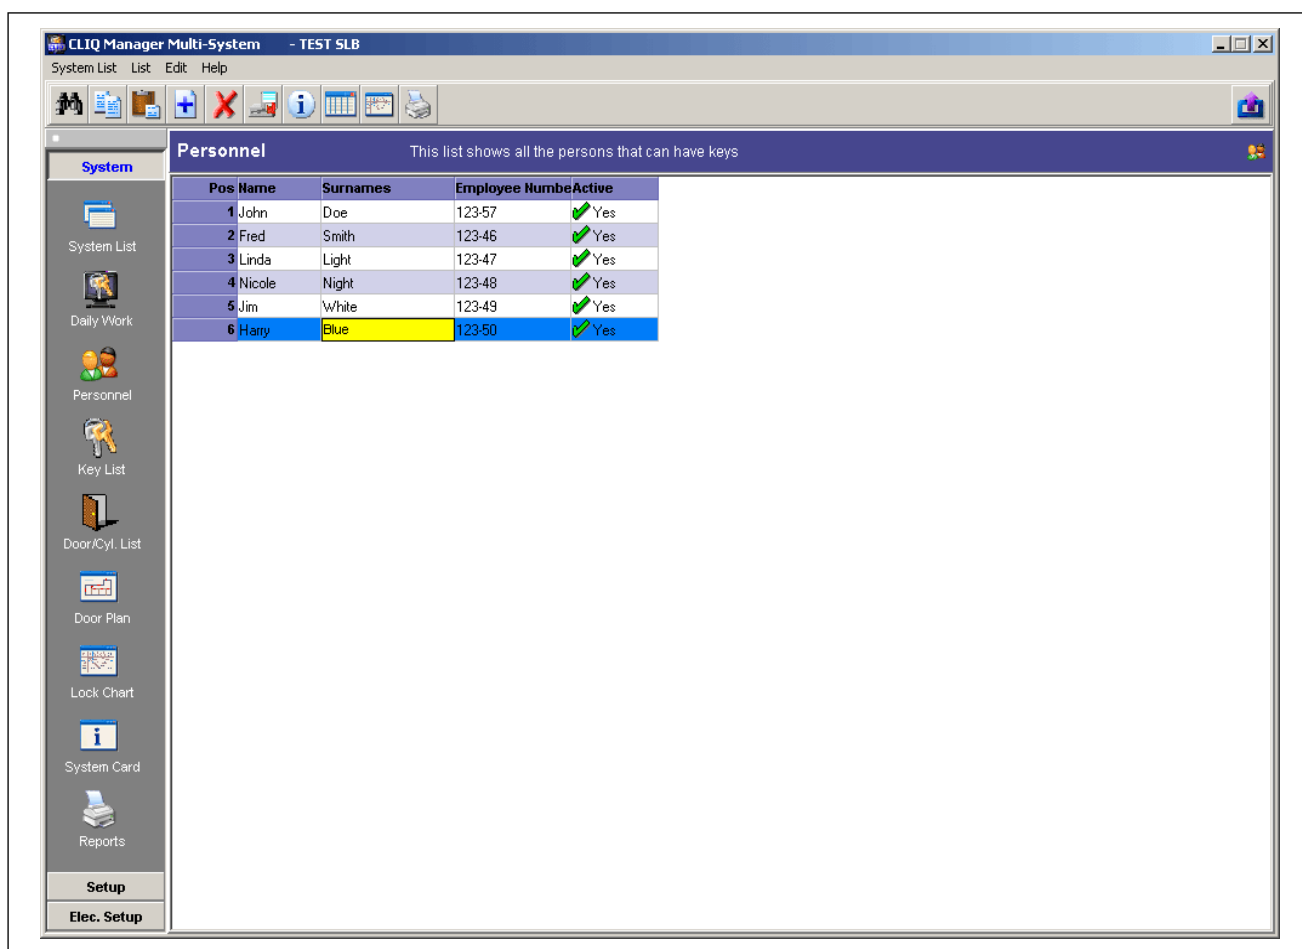 CLIQ Manager Multi-System - TEST SLB
System List List Edit Help
System
Personnel This list shows all the persons that can have keys
Pos Name Surnames Employee Numbe Active
1 John Doe 123-57 Yes
2 Fred Smith 123-46 Yes
3 Linda Light 123-47 Yes
4 Nicole Night 123-48 Yes
5 Jim White 123-49 Yes
6 Harry Blue 123-50 Yes
System List
Daily Work
Personnel
Key List
Door/Cyl. List
Door Plan
Lock Chart
System Card
Reports
Setup
Elec. Setup